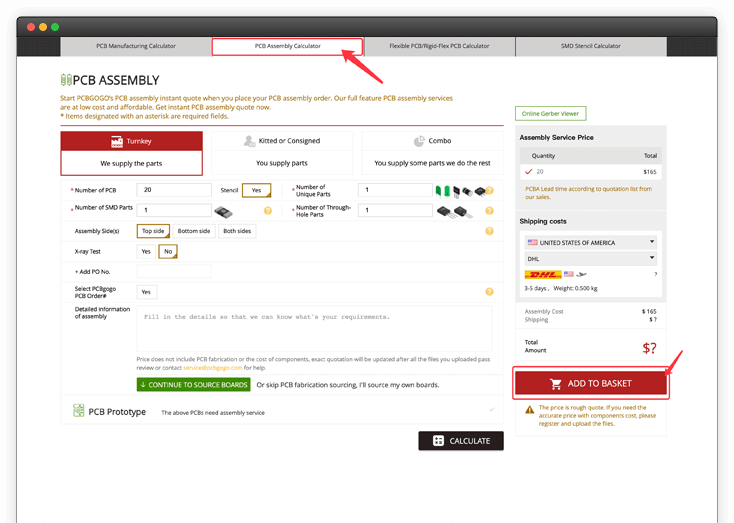 PCB Manufacturing Calculator
PCB Assembly Calculator
Flexible PCB/Rigid-Flex PCB Calculator
SMD Stencil Calculator
PCB ASSEMBLY
Start PCBGOGO's PCB assembly instant quote when you place your PCB assembly order. Our full feature PCB assembly services
are at low cost and affordable. Get instant PCB assembly quote now.
* Items designated with an asterisk are required fields.
Turnkey
We supply the parts
Kitted or Consigned
You supply parts
Combo
You supply some parts we do the rest
* Number of PCB
20
Stencil
Yes
* Number of
Unique Parts
1
?
* Number of SMD Parts
1
?
* Number of Through-
Hole Parts
1
?
Assembly Side(s)
Top side
Bottom side
Both sides
?
X-ray Test
Yes
No
+ Add PO No.
Select PCBgogo
PCB Order#
Yes
?
Detailed information
of assembly
Fill in the details so that we can know what's your requirements.
Price does not include PCB fabrication or the cost of components, exact quotation will be updated after all the files you uploaded pass
review or contact service@pcbgogo.com for help.
↓ CONTINUE TO SOURCE BOARDS
Or skip PCB fabrication sourcing, I'll source my own boards.
PCB Prototype
The above PCBs need assembly service
CALCULATE
Online Gerber Viewer
Assembly Service Price
Quantity
Total
20
$165
PCBA Lead time according to quotation list from
our sales.
Shipping costs
UNITED STATES OF AMERICA
DHL
DHL
?
3-5 days , Weight: 0.500 kg
Assembly Cost
$ 165
Shipping
$ ?
Total
Amount
$?
ADD TO BASKET
The price is rough quote. If you need the
accurate price with components cost, please
register and upload the files.